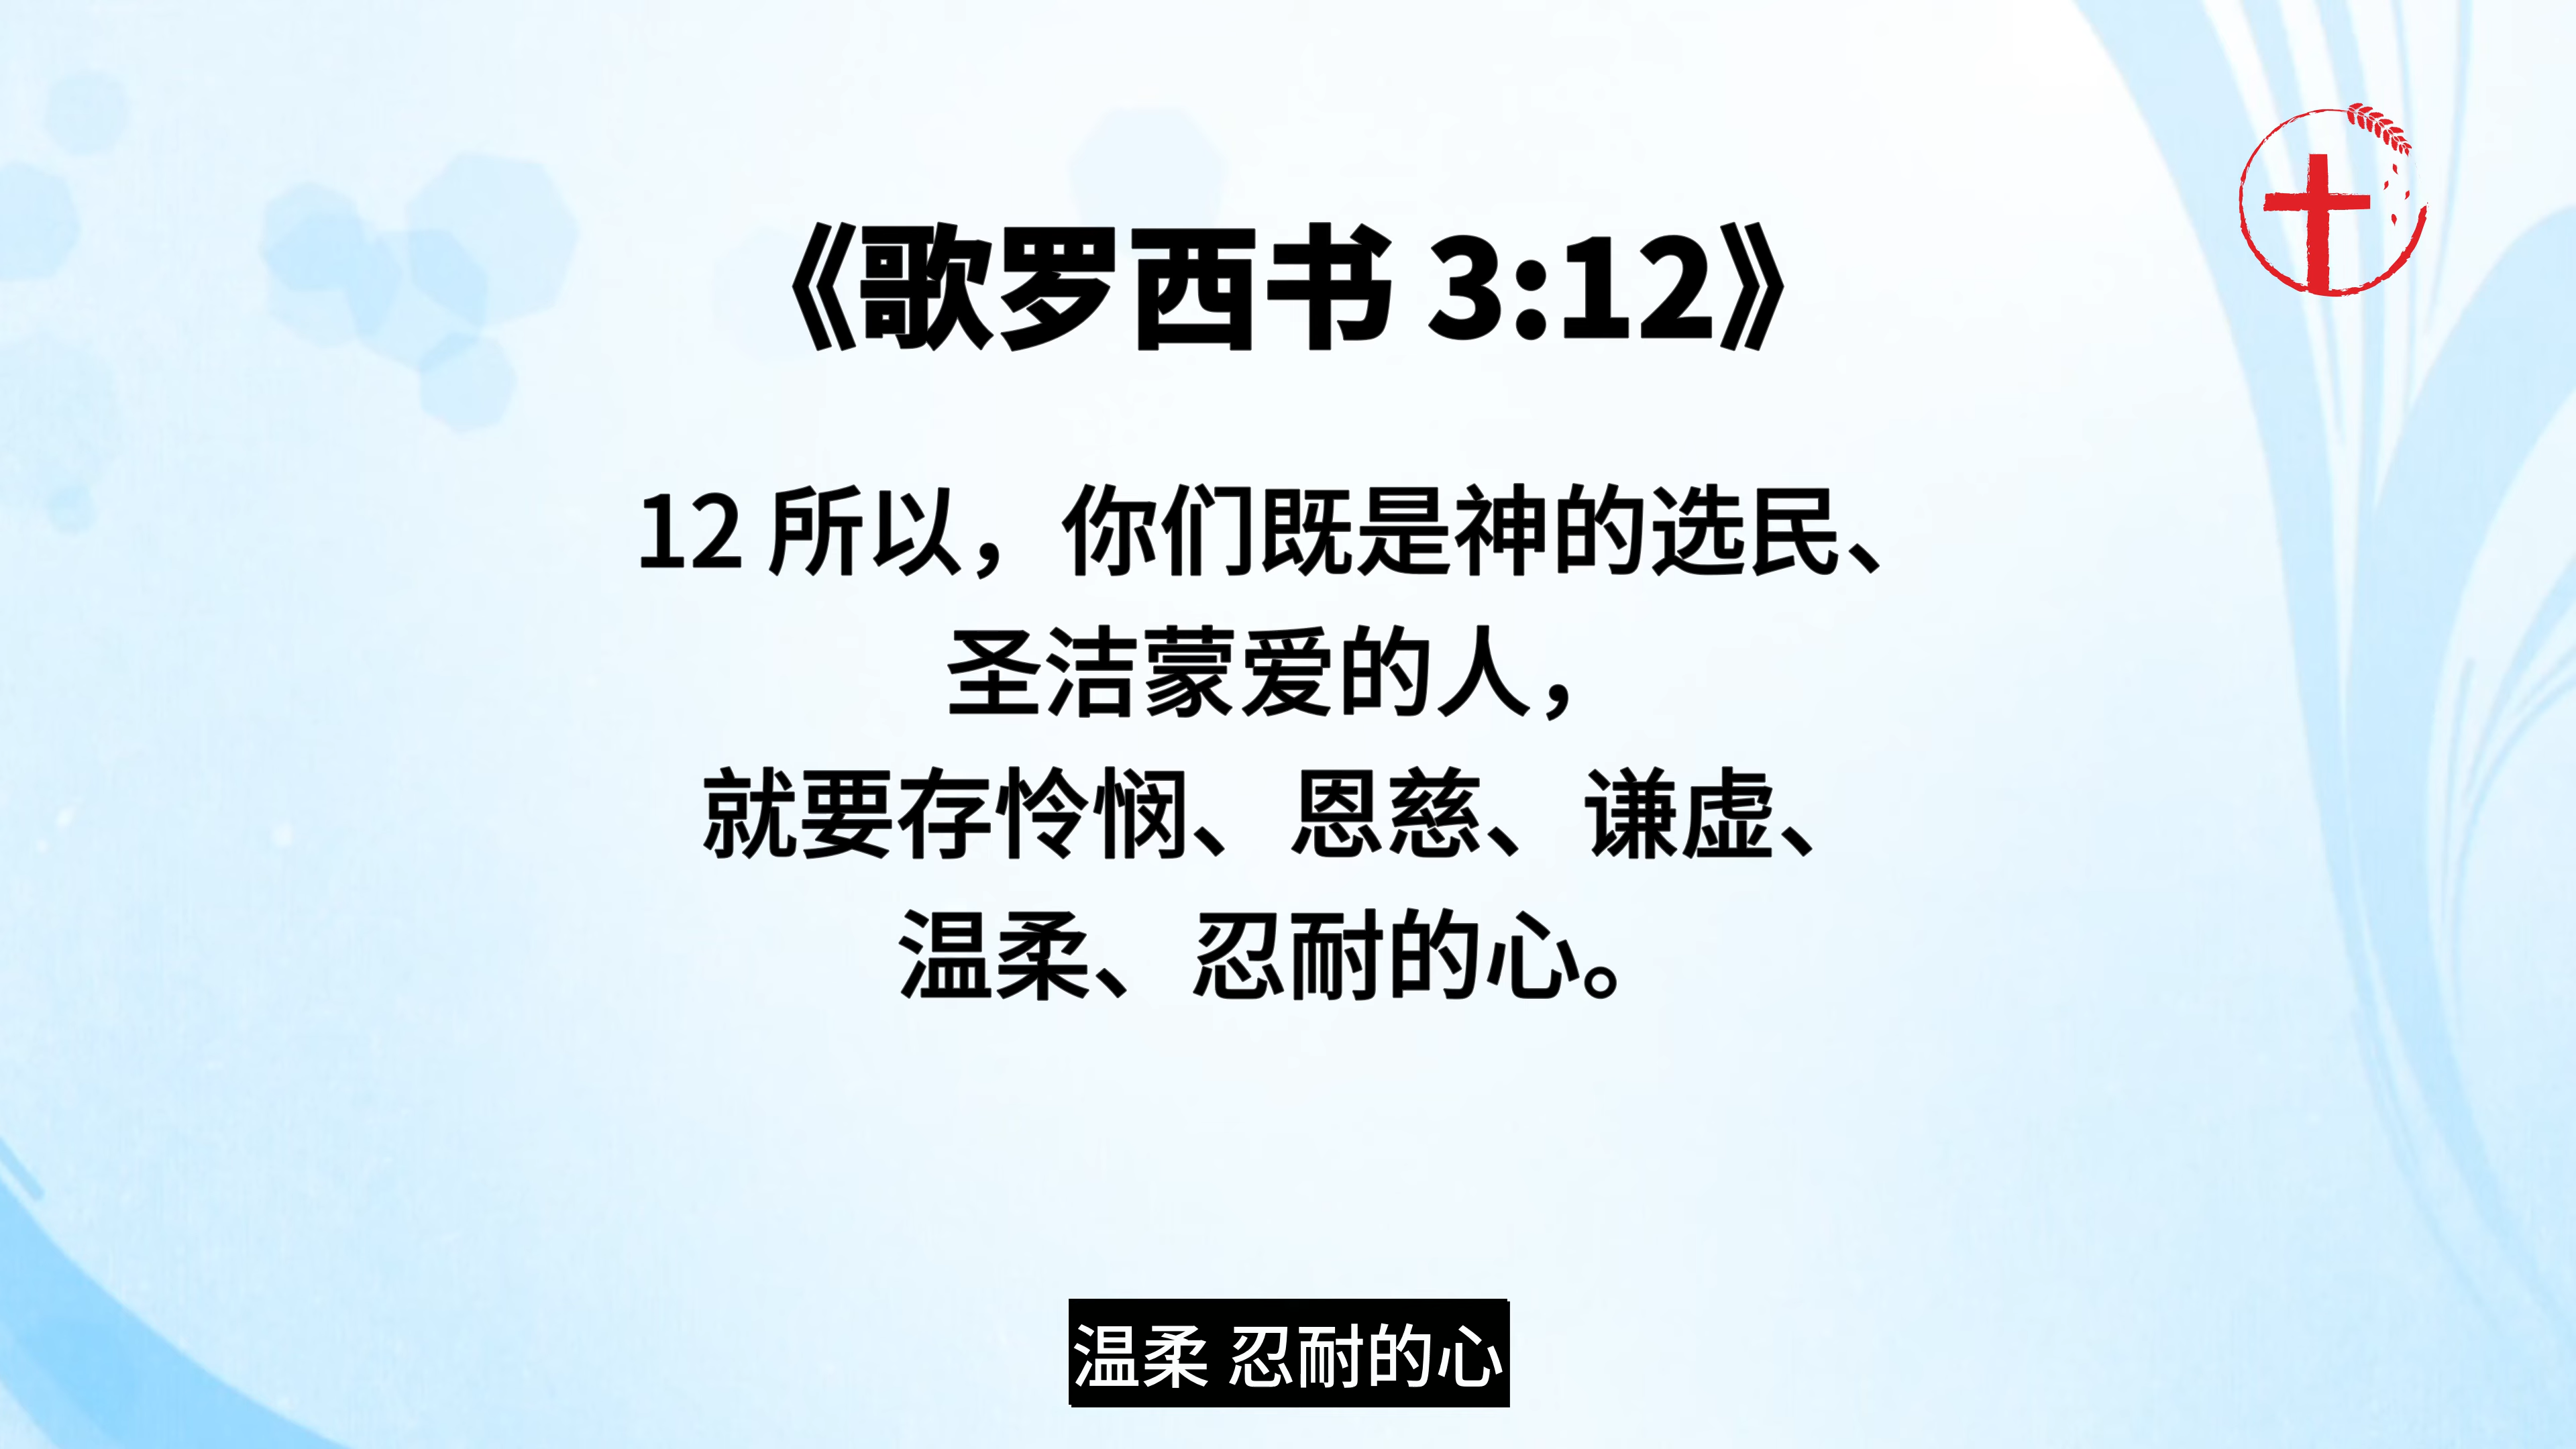 《歌罗西书 3:12》
12 所以，你们既是神的选民、
圣洁蒙爱的人，
就要存怜悯、恩慈、谦虚、
温柔、忍耐的心。
温柔 忍耐的心